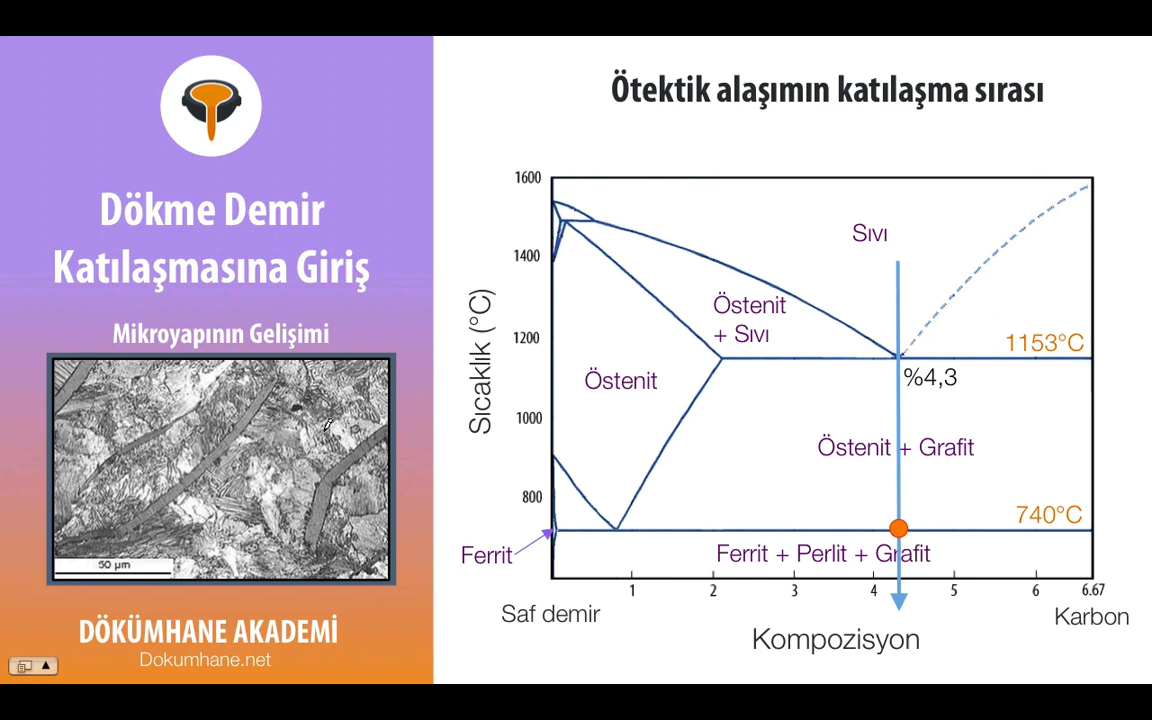 Dökme Demir
Katılaşmasına Giriş
Mikroyapının Gelişimi
50 µm
DÖKÜMHANE AKADEMİ
Dokumhane.net
Ötektik alaşımın katılaşma sırası
1600
1400
1200
1000
800
Sıcaklık (°C)
Sıvı
Östenit
+ Sıvı
Östenit
1153°C
%4,3
Östenit + Grafit
740°C
Ferrit
Ferrit + Perlit + Grafit
1
2
3
4
5
6
6.67
Saf demir
Karbon
Kompozisyon